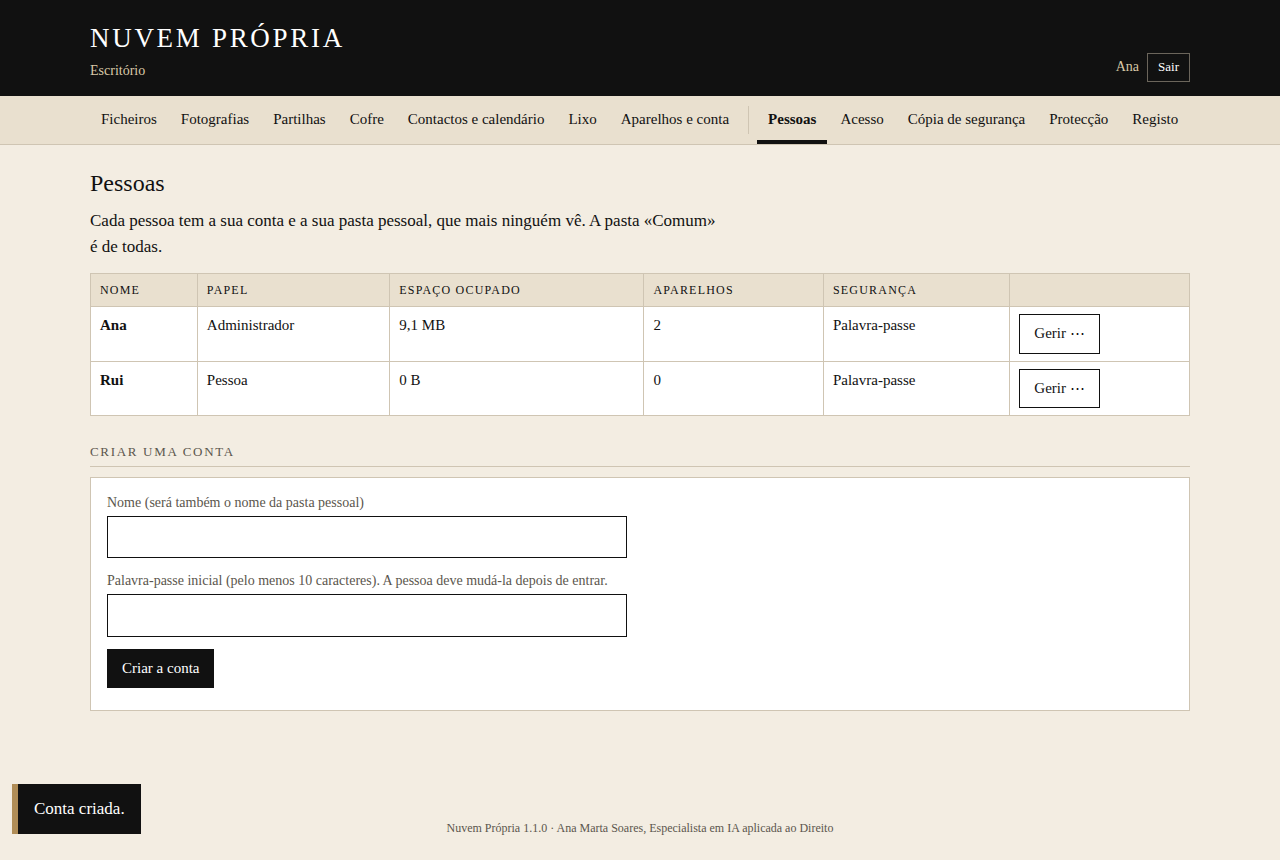 NUVEM PRÓPRIA
Escritório
Ana Sair
Ficheiros Fotografias Partilhas Cofre Contactos e calendário Lixo Aparelhos e conta Pessoas Acesso Cópia de segurança Protecção Registo
Pessoas
Cada pessoa tem a sua conta e a sua pasta pessoal, que mais ninguém vê. A pasta «Comum»
é de todas.
NOME PAPEL ESPAÇO OCUPADO APARELHOS SEGURANÇA
Ana Administrador 9,1 MB 2 Palavra-passe Gerir ⋯
Rui Pessoa 0 B 0 Palavra-passe Gerir ⋯
CRIAR UMA CONTA
Nome (será também o nome da pasta pessoal)
Palavra-passe inicial (pelo menos 10 caracteres). A pessoa deve mudá-la depois de entrar.
Criar a conta
Conta criada.
Nuvem Própria 1.1.0 · Ana Marta Soares, Especialista em IA aplicada ao Direito